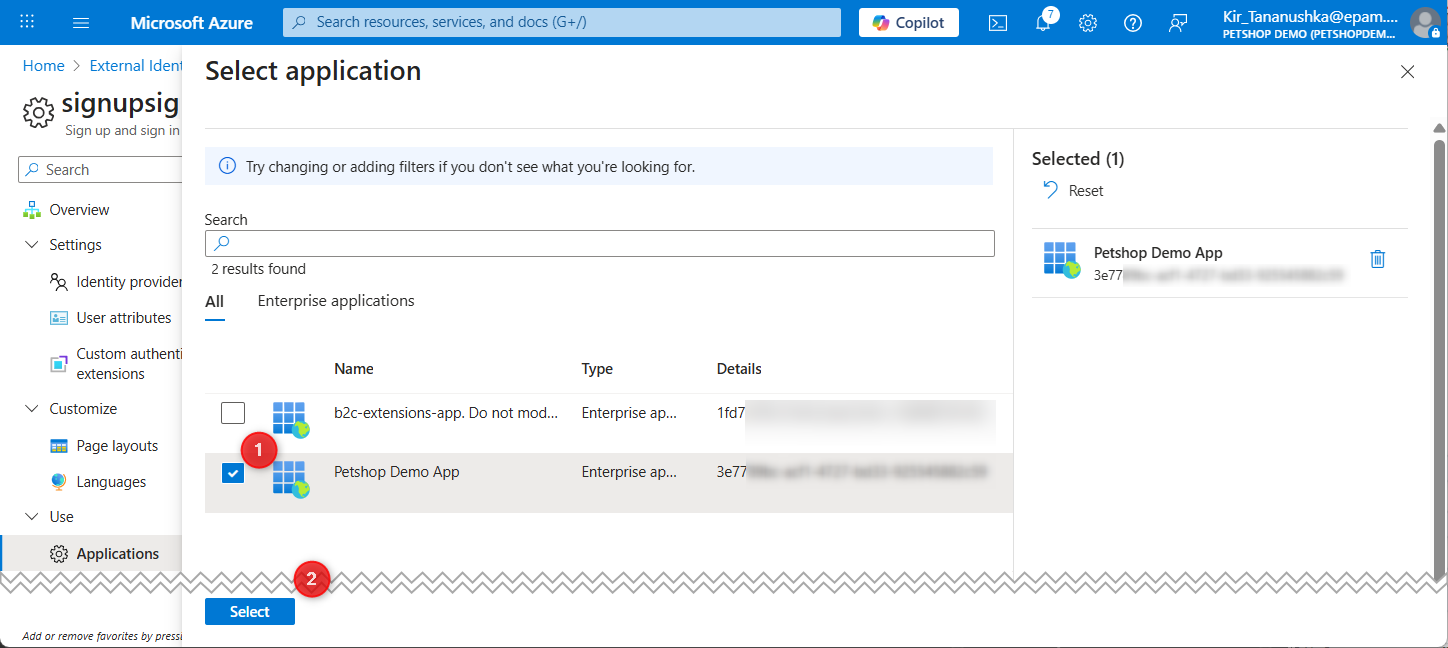 Microsoft Azure
Search resources, services, and docs (G+/)
Copilot
7
Kir_Tananushka@epam....
PETSHOP DEMO (PETSHOPDEM...
Home > External Ident
signupsig
Sign up and sign in
Search
Overview
Settings
Identity provider
User attributes
Custom authenti
extensions
Customize
Page layouts
Languages
Use
Applications
Add or remove favorites by pressi
Select application
Try changing or adding filters if you don't see what you're looking for.
Search
2 results found
All
Enterprise applications
Name
Type
Details
b2c-extensions-app. Do not mod...
Enterprise ap...
1fd7
1
Petshop Demo App
Enterprise ap...
3e77
2
Select
Selected (1)
Reset
Petshop Demo App
3e77